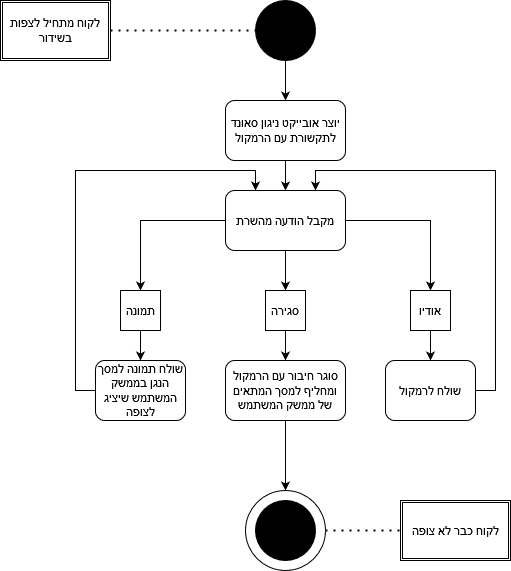 לקוח מתחיל לצפות
בשידור
יוצר אובייקט ניגון סאונד
לתקשורת עם הרמקול
מקבל הודעה מהשרת
תמונה
סגירה
אודיו
שולח תמונה למסך
הנגן בממשק
המשתמש שיציג
לצופה
סוגר חיבור עם הרמקול
ומחליף למסך המתאים
של ממשק המשתמש
שולח לרמקול
לקוח כבר לא צופה